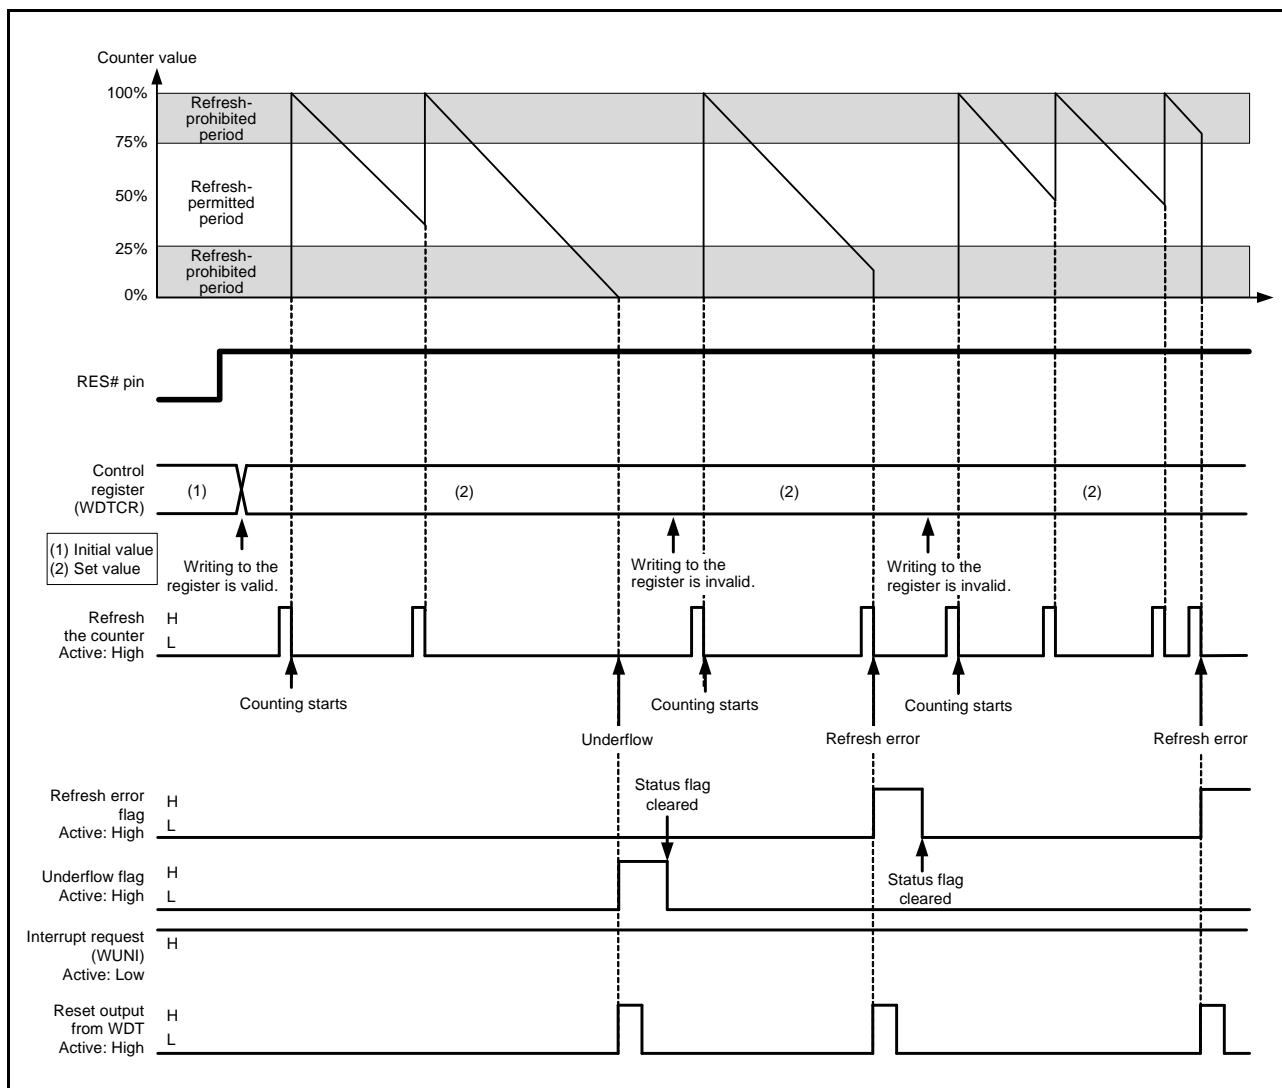 Counter value
100%
Refresh-
prohibited
period
75%
50%
Refresh-
permitted
period
25%
Refresh-
prohibited
period
0%
RES# pin
Control
register
(WDTCR)
(1)
(2)
(2)
(2)
(1) Initial value
(2) Set value
Writing to the
register is valid.
Writing to the
register is invalid.
Writing to the
register is invalid.
Refresh
the counter
Active: High
H
L
Counting starts
Counting starts
Counting starts
Underflow
Refresh error
Refresh error
Refresh error
flag
Active: High
H
L
Status flag
cleared
Underflow flag
Active: High
H
L
Status flag
cleared
Interrupt request
(WUNI)
Active: Low
H
Reset output
from WDT
Active: High
H
L